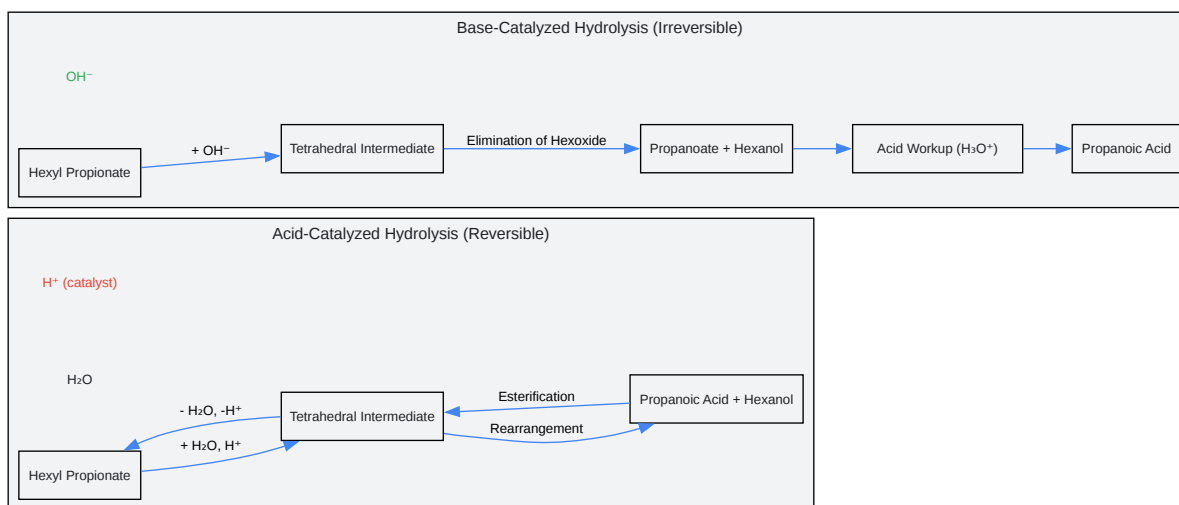 Base-Catalyzed Hydrolysis (Irreversible)
OH⁻
Hexyl Propionate
+ OH⁻
Tetrahedral Intermediate
Elimination of Hexoxide
Propanoate + Hexanol
Acid Workup (H₃O⁺)
Propanoic Acid
Acid-Catalyzed Hydrolysis (Reversible)
H⁺ (catalyst)
H₂O
Hexyl Propionate
- H₂O, -H⁺
+ H₂O, H⁺
Tetrahedral Intermediate
Esterification
Rearrangement
Propanoic Acid + Hexanol